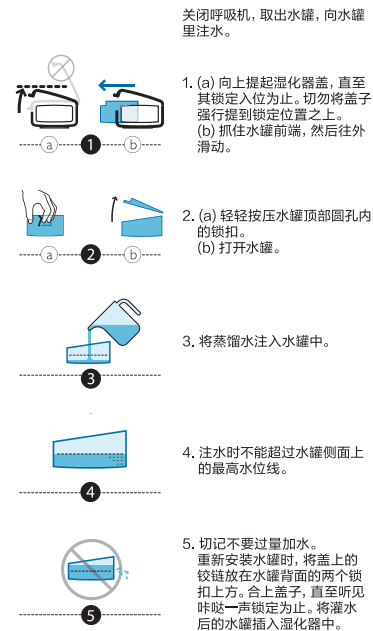 关闭呼吸机，取出水罐，向水罐
里注水。
1. (a) 向上提起湿化器盖，直至
其锁定入位为止。切勿将盖子
强行提到锁定位置之上。
(b) 抓住水罐前端，然后往外
滑动。
a 1 b
2. (a) 轻轻按压水罐顶部圆孔内
的锁扣。
(b) 打开水罐。
a 2 b
3. 将蒸馏水注入水罐中。
3
4. 注水时不能超过水罐侧面上
的最高水位线。
4
5. 切记不要过量加水。
重新安装水罐时，将盖上的
铰链放在水罐背面的两个锁
扣上方。合上盖子，直至听见
咔哒一声锁定为止。将灌水
后的水罐插入湿化器中。
5